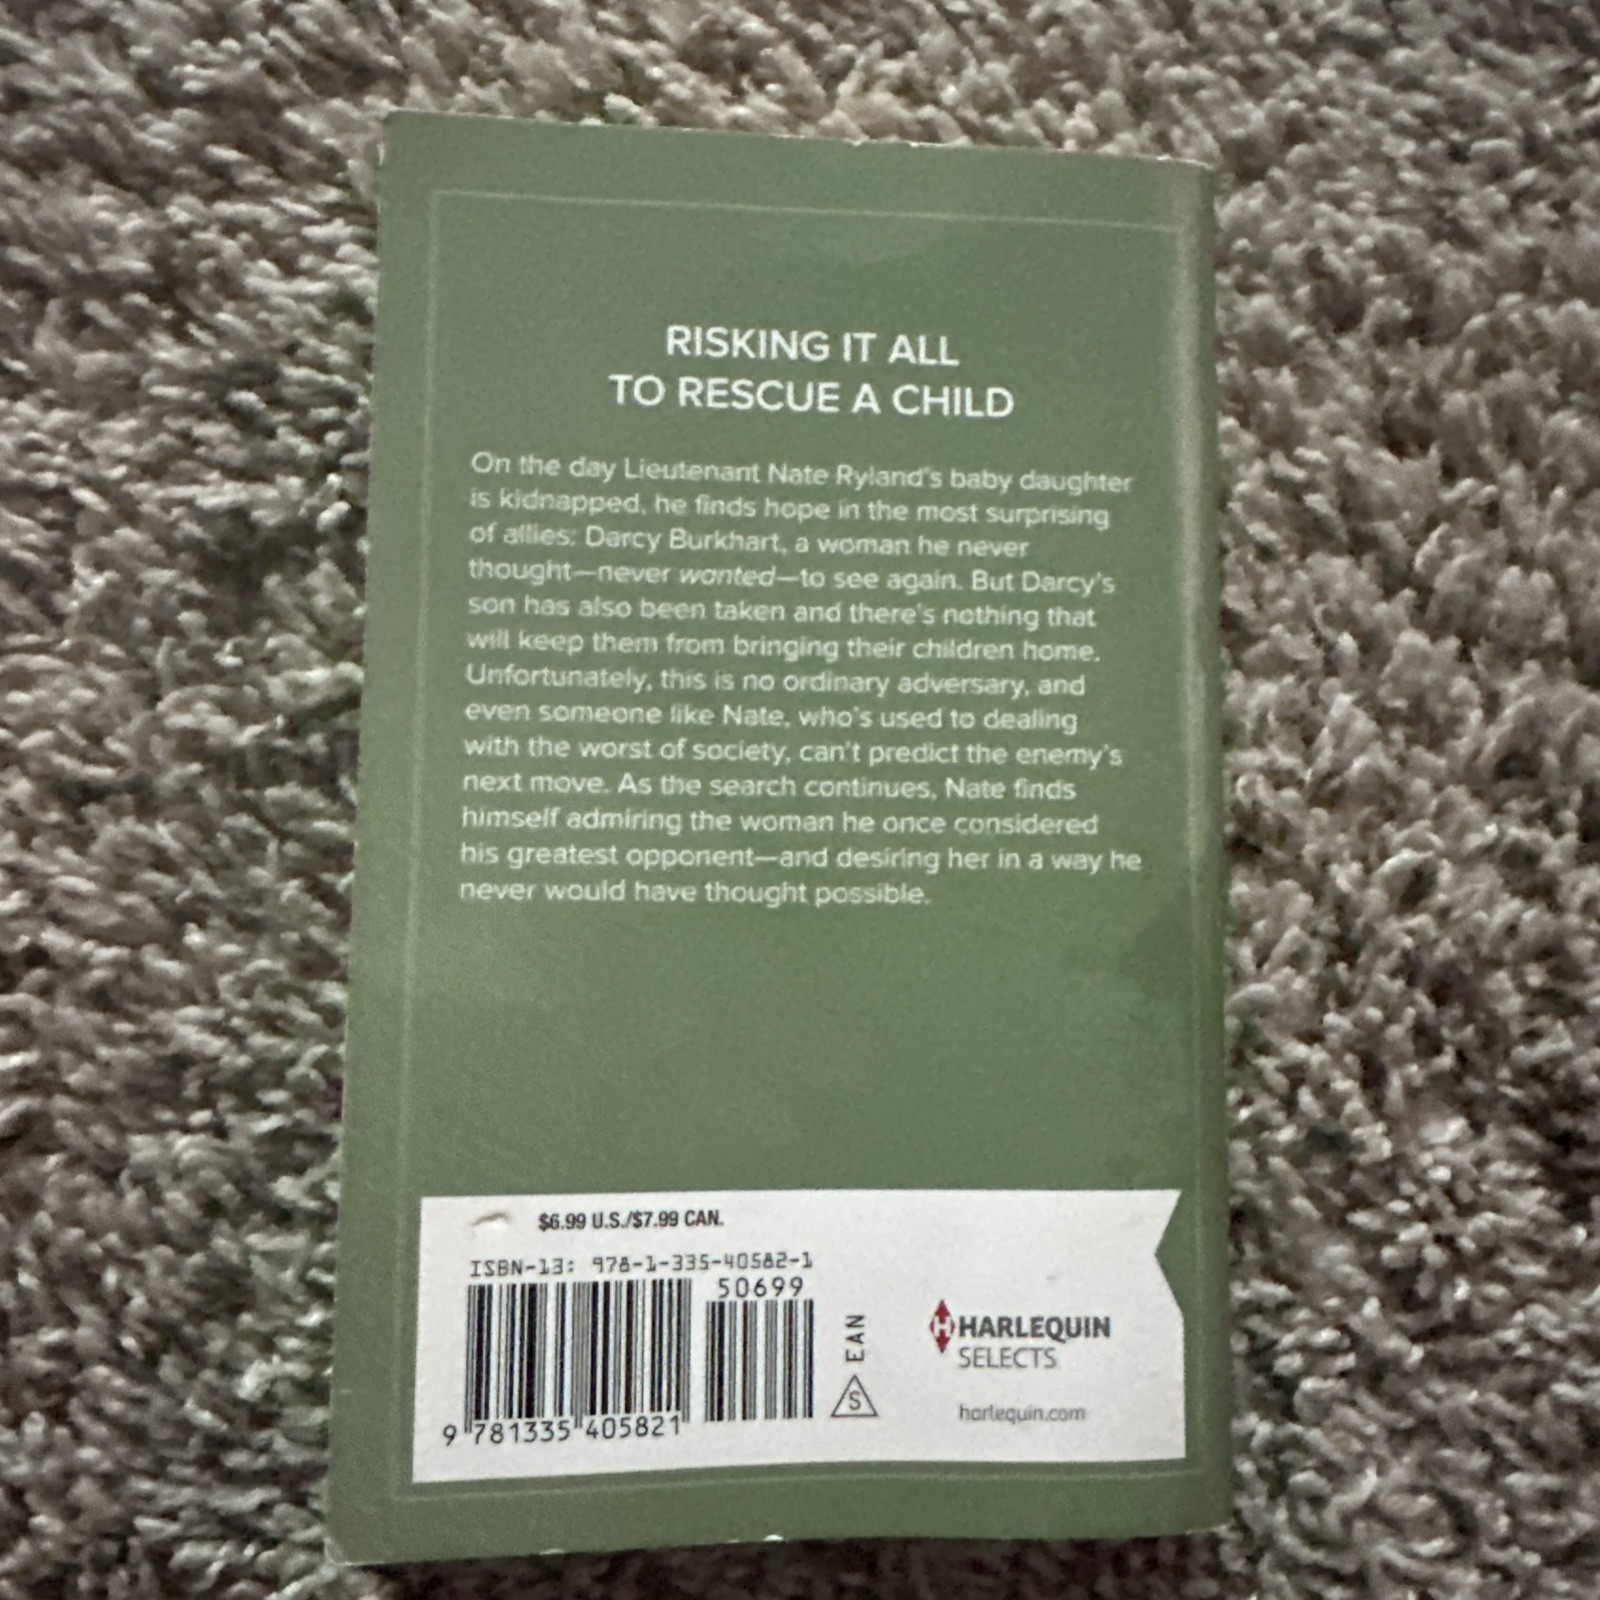 RISKING IT ALL
TO RESCUE A CHILD
On the day Lieutenant Nate Ryland's baby daughter
is kidnapped, he finds hope in the most surprising
of allies: Darcy Burkhart, a woman he never
thought—never wanted—to see again. But Darcy's
son has also been taken and there's nothing that
will keep them from bringing their children home.
Unfortunately, this is no ordinary adversary, and
even someone like Nate, who's used to dealing
with the worst of society, can't predict the enemy's
next move. As the search continues, Nate finds
himself admiring the woman he once considered
his greatest opponent—and desiring her in a way he
never would have thought possible.
$6.99 U.S./$7.99 CAN.
ISBN-13: 978-1-335-40582-1
50699
9 781335 405821
EAN
S
H HARLEQUIN
SELECTS
harlequin.com